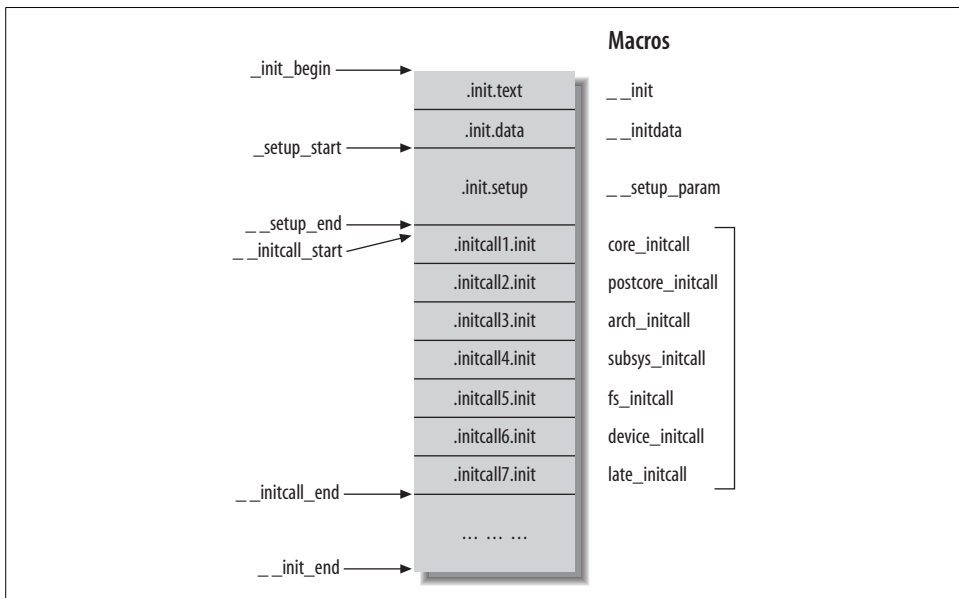 Macros
_init_begin
.init.text
_ _init
.init.data
_ _initdata
_setup_start
.init.setup
_ _setup_param
_ _setup_end
_ _initcall_start
.initcall1.init
core_initcall
.initcall2.init
postcore_initcall
.initcall3.init
arch_initcall
.initcall4.init
subsys_initcall
.initcall5.init
fs_initcall
.initcall6.init
device_initcall
.initcall7.init
late_initcall
_ _initcall_end
... ... ...
_ _init_end